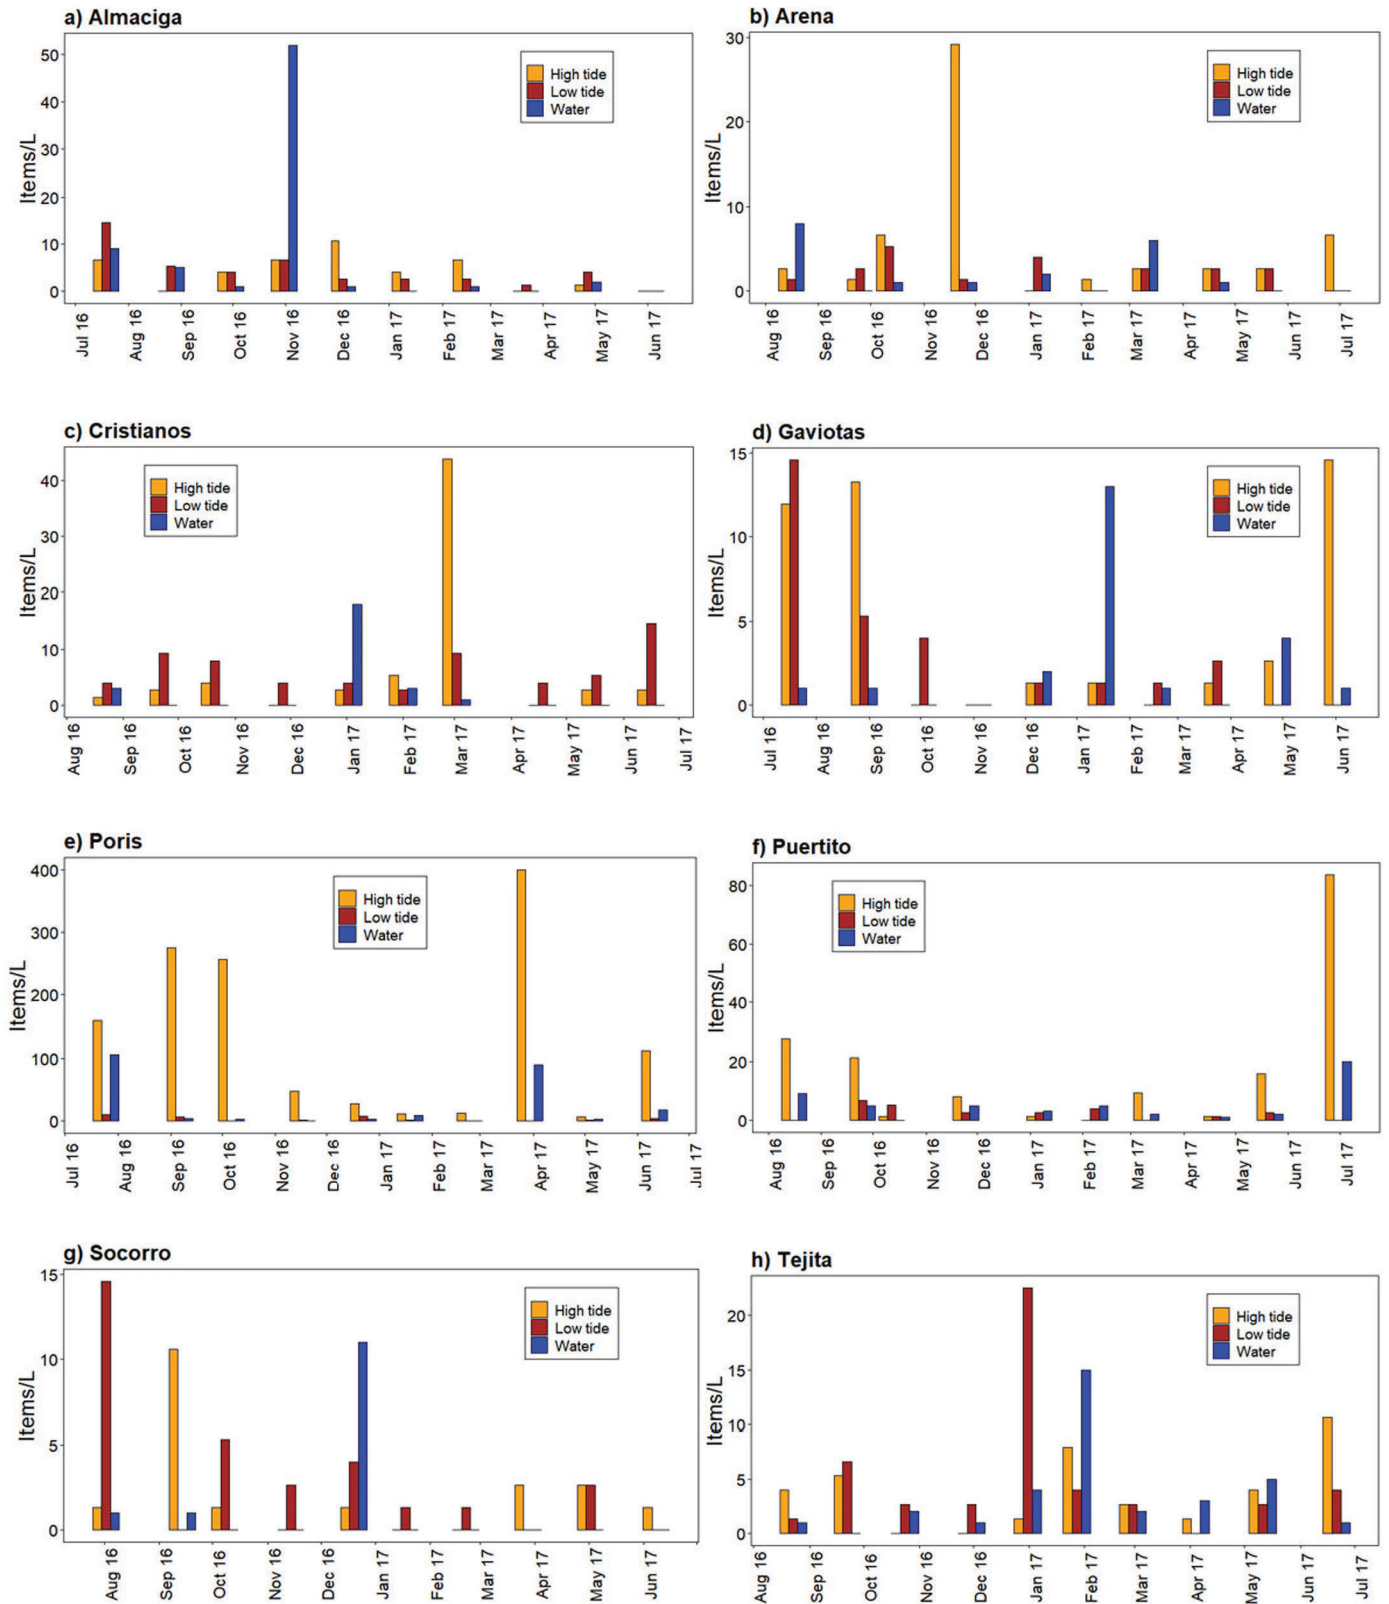 a) Almaciga
Items/L
50
40
30
20
10
0
High tide
Low tide
Water
Jul 16
Aug 16
Sep 16
Oct 16
Nov 16
Dec 16
Jan 17
Feb 17
Mar 17
Apr 17
May 17
Jun 17
b) Arena
Items/L
30
20
10
0
High tide
Low tide
Water
Aug 16
Sep 16
Oct 16
Nov 16
Dec 16
Jan 17
Feb 17
Mar 17
Apr 17
May 17
Jun 17
Jul 17
c) Cristianos
Items/L
40
30
20
10
0
High tide
Low tide
Water
Aug 16
Sep 16
Oct 16
Nov 16
Dec 16
Jan 17
Feb 17
Mar 17
Apr 17
May 17
Jun 17
Jul 17
d) Gaviotas
Items/L
15
10
5
0
High tide
Low tide
Water
Jul 16
Aug 16
Sep 16
Oct 16
Nov 16
Dec 16
Jan 17
Feb 17
Mar 17
Apr 17
May 17
Jun 17
e) Poris
Items/L
400
300
200
100
0
High tide
Low tide
Water
Jul 16
Aug 16
Sep 16
Oct 16
Nov 16
Dec 16
Jan 17
Feb 17
Mar 17
Apr 17
May 17
Jun 17
Jul 17
f) Puertito
Items/L
80
60
40
20
0
High tide
Low tide
Water
Aug 16
Sep 16
Oct 16
Nov 16
Dec 16
Jan 17
Feb 17
Mar 17
Apr 17
May 17
Jun 17
Jul 17
g) Socorro
Items/L
15
10
5
0
High tide
Low tide
Water
Aug 16
Sep 16
Oct 16
Nov 16
Dec 16
Jan 17
Feb 17
Mar 17
Apr 17
May 17
Jun 17
h) Tejita
Items/L
20
15
10
5
0
High tide
Low tide
Water
Aug 16
Sep 16
Oct 16
Nov 16
Dec 16
Jan 17
Feb 17
Mar 17
Apr 17
May 17
Jun 17
Jul 17